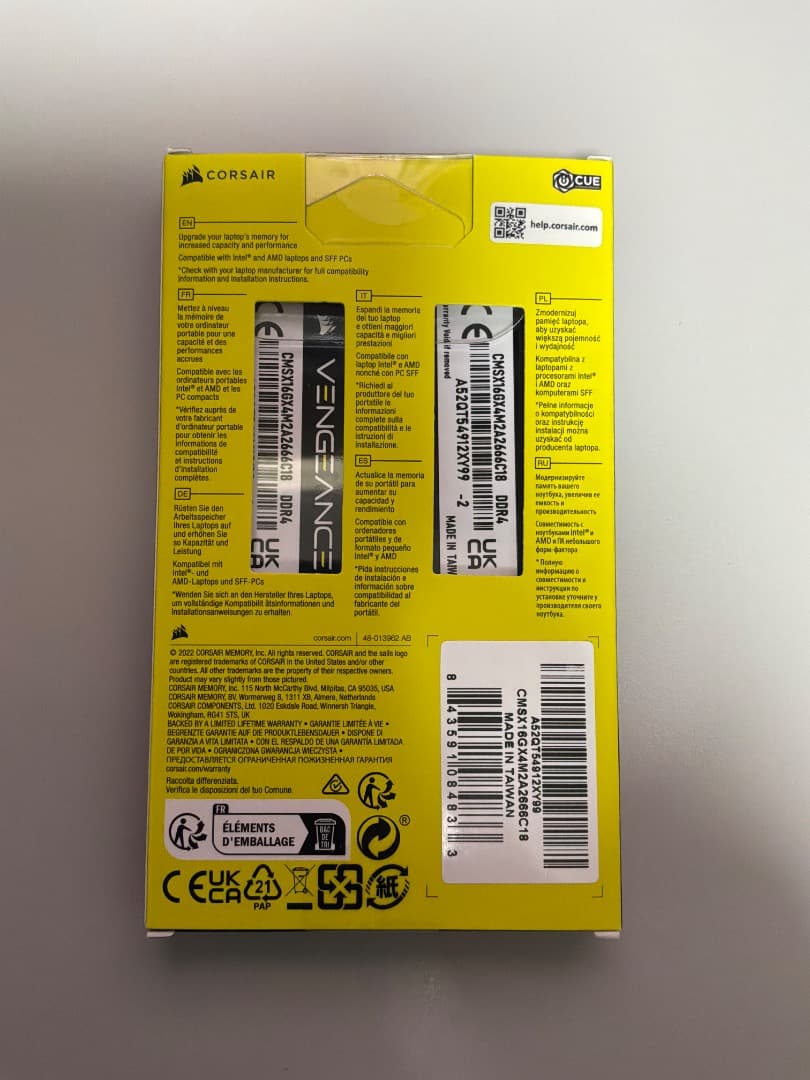 CORSAIR
iCUE
help.corsair.com
EN
Upgrade your laptop's memory for
increased capacity and performance
Compatible with Intel® and AMD laptops and SFF PCs
*Check with your laptop manufacturer for full compatibility
information and installation instructions.
FR
Mettez à niveau
la mémoire de
votre ordinateur
portable pour une
capacité et des
performances
accrues
Compatible avec les
ordinateurs portables
Intel® et AMD et les
PC compacts
*Vérifiez auprès de
votre fabricant
d'ordinateur portable
pour obtenir les
informations de
compatibilité
et instructions
d'installation
complètes.
DE
Rüsten Sie den
Arbeitsspeicher
Ihres Laptops auf
und erhöhen Sie
so Kapazität und
Leistung
Kompatibel mit
Intel®- und
AMD-Laptops und SFF-PCs
*Wenden Sie sich an den Hersteller Ihres Laptops,
um vollständige Kompatibilit ätsinformationen und
Installationsanweisungen zu erhalten.
CE
CMSX16GX4M2A2666C18 DDR4
UK
CA
VENGEANCE
IT
Espandi la memoria
del tuo laptop
e ottieni maggiori
capacità e migliori
prestazioni
Compatibile con
laptop Intel® e AMD
nonché con PC SFF
*Richiedi al
produttore del tuo
portatile le
informazioni
complete sulla
compatibilità e le
istruzioni di
installazione.
ES
Actualice la memoria
de su portátil para
aumentar su
capacidad y
rendimiento
Compatible con
ordenadores
portátiles y de
formato pequeño
Intel® y AMD
*Pida instrucciones
de instalación e
información sobre
compatibilidad al
fabricante del
portátil.
CE
CMSX16GX4M2A2666C18 DDR4
UK
CA
A52QT54912XY99 -2
Void if removed
MADE IN TAIW
PL
Zmodernizuj
pamięć laptopa,
aby uzyskać
większą pojemność
i wydajność
Kompatybilna z
laptopami z
procesorami Intel®
i AMD oraz
komputerami SFF
*Pełne informacje
o kompatybilności
oraz instrukcję
instalacji można
uzyskać od
producenta laptopa.
RU
Модернизируйте
память вашего
ноутбука, увеличив ее
емкость и
производительность
Совместимость с
ноутбуками Intel® и
AMD и ПК небольшого
форм-фактора
* Полную
информацию о
совместимости и
инструкции по
установке уточните у
производителя своего
ноутбука.
corsair.com | 48-013962 AB
© 2022 CORSAIR MEMORY, Inc. All rights reserved. CORSAIR and the sails logo
are registered trademarks of CORSAIR in the United States and/or other
countries. All other trademarks are the property of their respective owners.
Product may vary slightly from those pictured.
CORSAIR MEMORY, Inc. 115 North McCarthy Blvd, Milpitas, CA 95035, USA
CORSAIR MEMORY, BV. Wormerweg 8, 1311 XB, Almere, Netherlands
CORSAIR COMPONENTS, Ltd. 1020 Eskdale Road, Winnersh Triangle,
Wokingham, RG41 5TS, UK
BACKED BY A LIMITED LIFETIME WARRANTY • GARANTIE LIMITÉE À VIE •
BEGRENZTE GARANTIE AUF DIE PRODUKTLEBENSDAUER • DISPONE DI
GARANZIA A VITA LIMITATA • CON EL RESPALDO DE UNA GARANTÍA LIMITADA
DE POR VIDA • OGRANICZONA GWARANCJA WIECZYSTA •
ПРЕДОСТАВЛЯЕТСЯ ОГРАНИЧЕННАЯ ПОЖИЗНЕННАЯ ГАРАНТИЯ
corsair.com/warranty
Raccolta differenziata.
Verifica le disposizioni del tuo Comune.
FR
ÉLÉMENTS
D'EMBALLAGE
BAC
DE
TRI
®
CE
UK
CA
21
PAP
紙
A52QT54912XY99
CMSX16GX4M2A2666C18
MADE IN TAIWAN
8 43591 08483 3